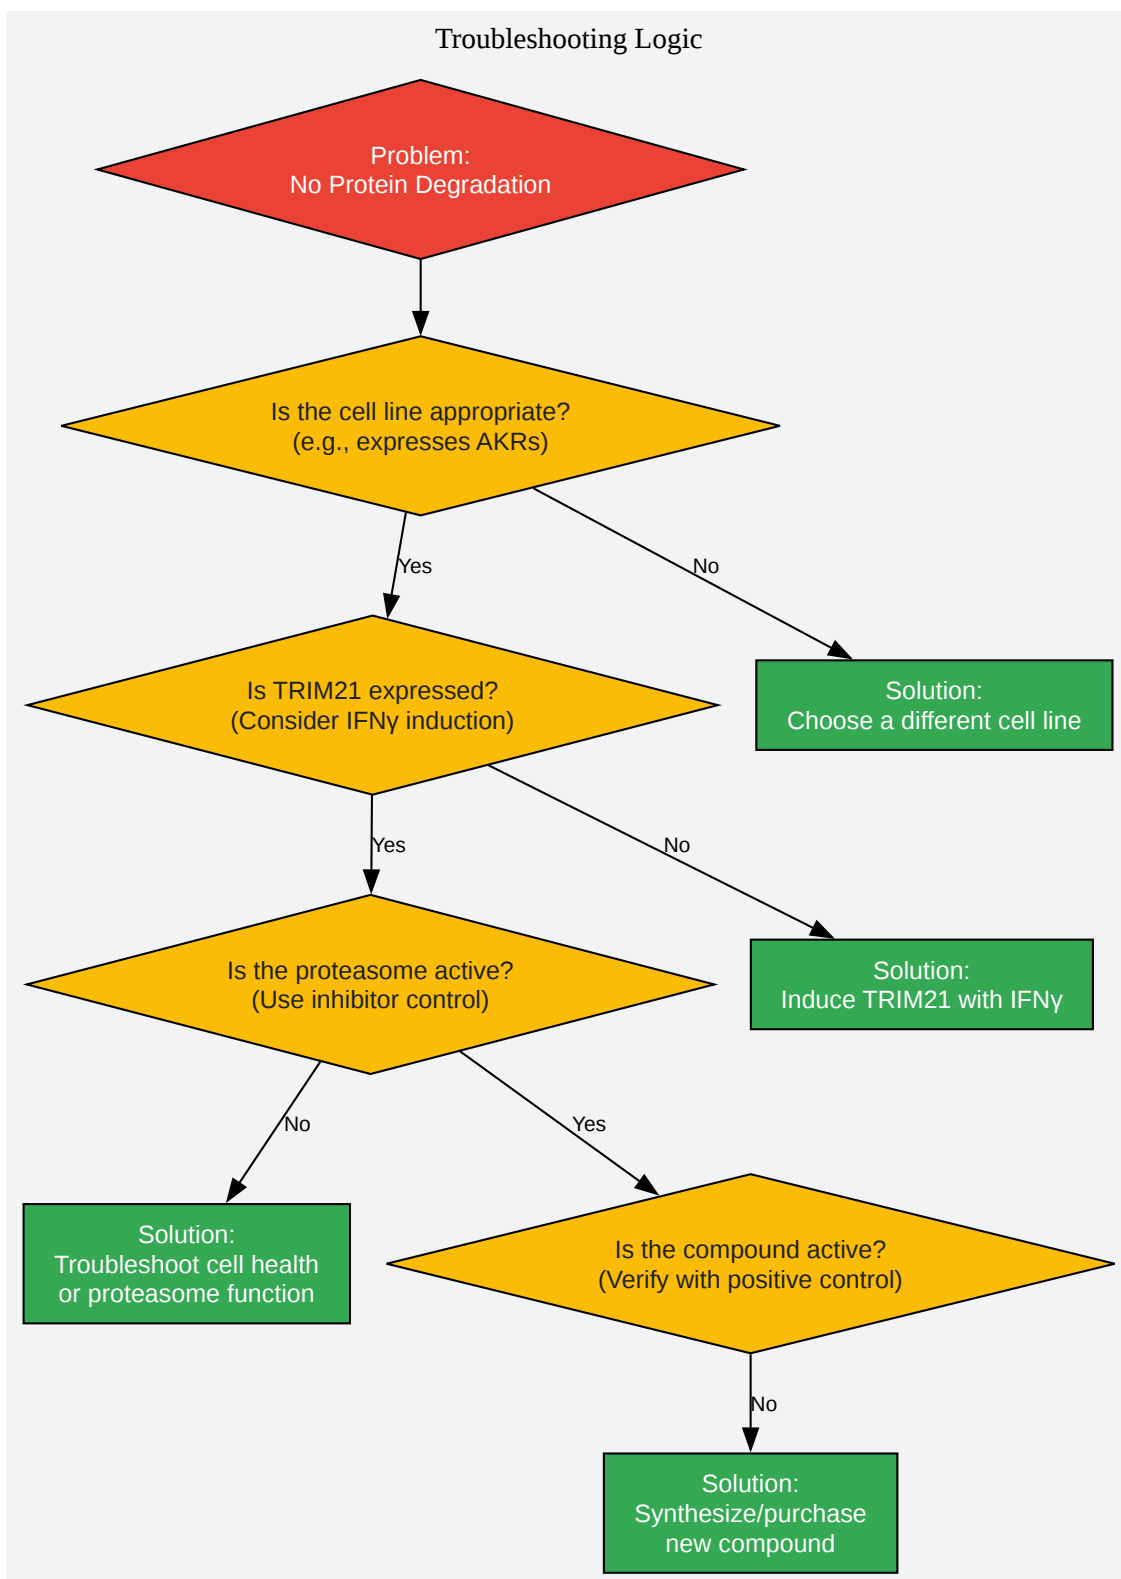 Troubleshooting Logic
Problem:
No Protein Degradation
Is the cell line appropriate?
(e.g., expresses AKRs)
Yes
No
Is TRIM21 expressed?
(Consider IFNγ induction)
Solution:
Choose a different cell line
Yes
No
Is the proteasome active?
(Use inhibitor control)
Solution:
Induce TRIM21 with IFNγ
No
Yes
Solution:
Troubleshoot cell health
or proteasome function
Is the compound active?
(Verify with positive control)
No
Solution:
Synthesize/purchase
new compound